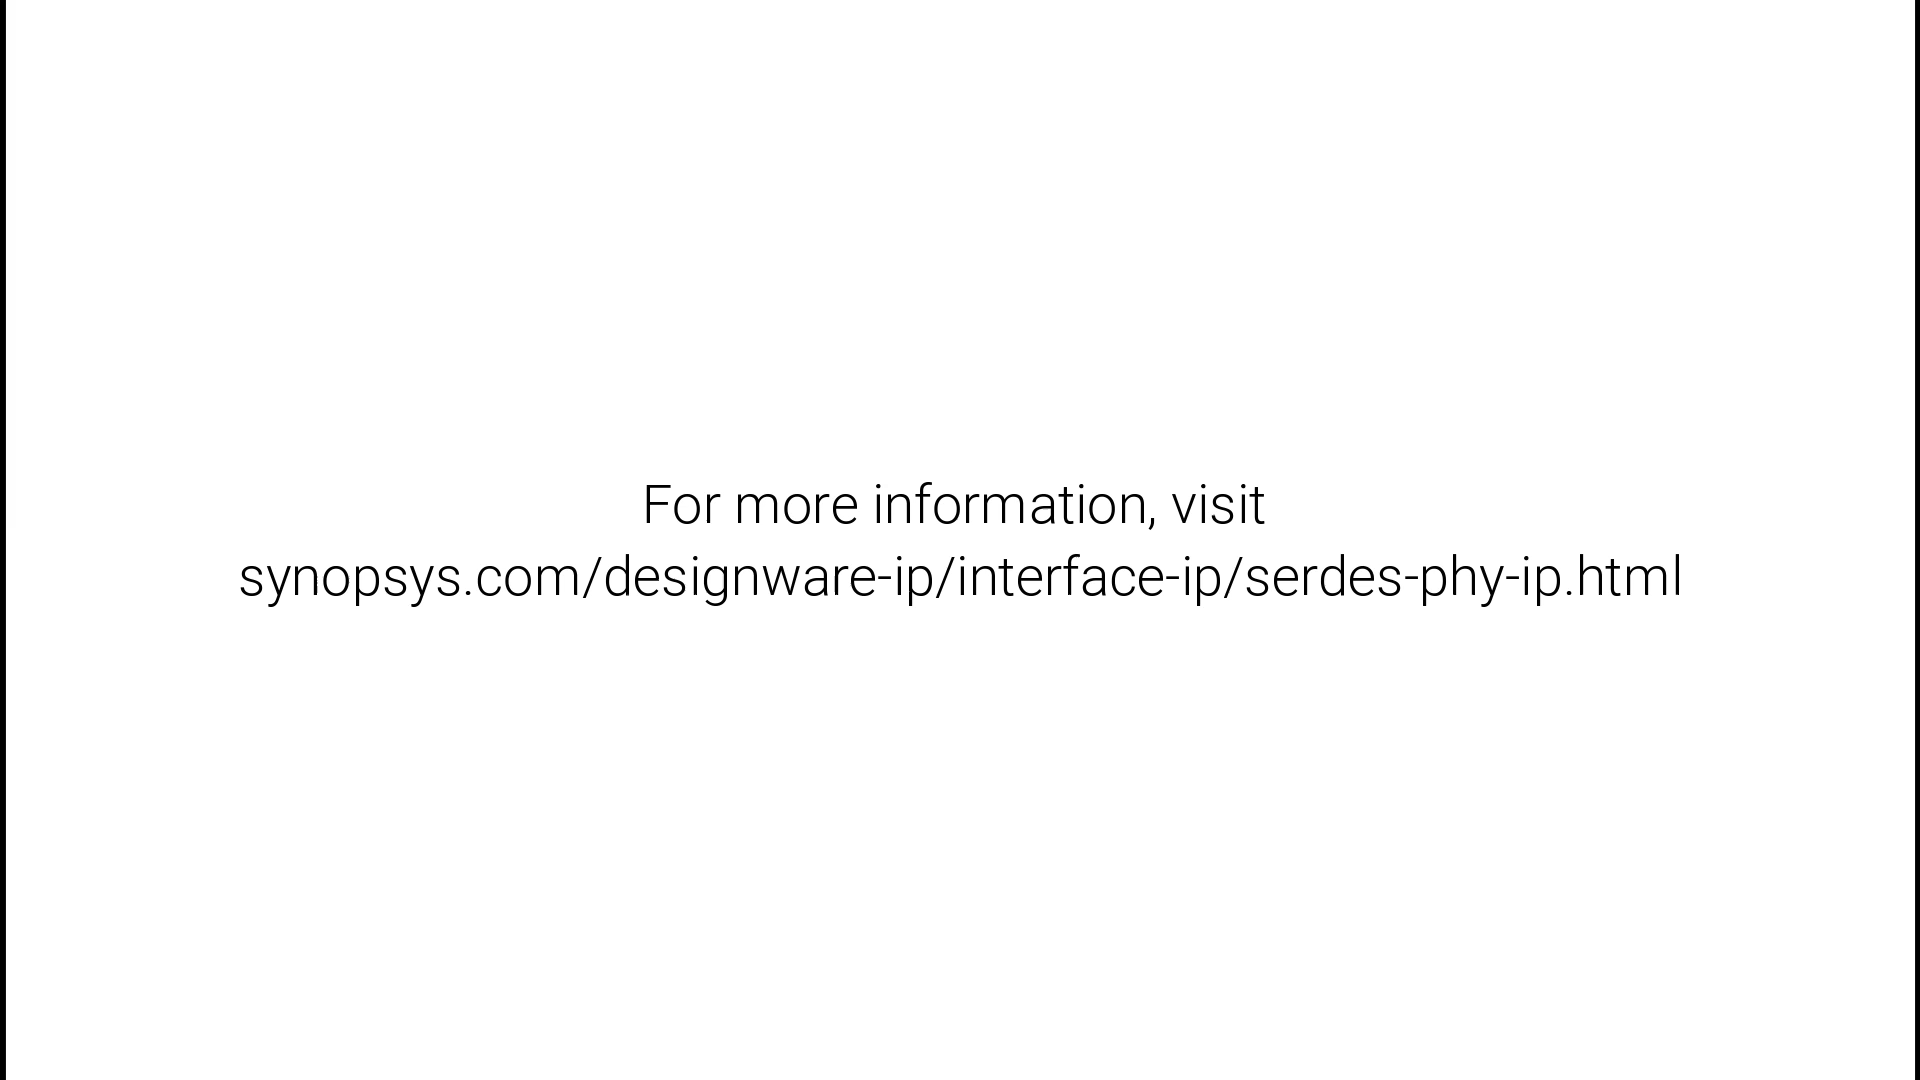 For more information, visit
synopsys.com/designware-ip/interface-ip/serdes-phy-ip.html